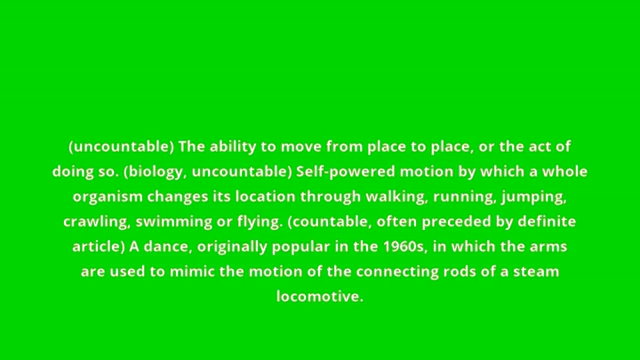 (uncountable) The ability to move from place to place, or the act of
doing so. (biology, uncountable) Self-powered motion by which a whole
organism changes its location through walking, running, jumping,
crawling, swimming or flying. (countable, often preceded by definite
article) A dance, originally popular in the 1960s, in which the arms
are used to mimic the motion of the connecting rods of a steam
locomotive.